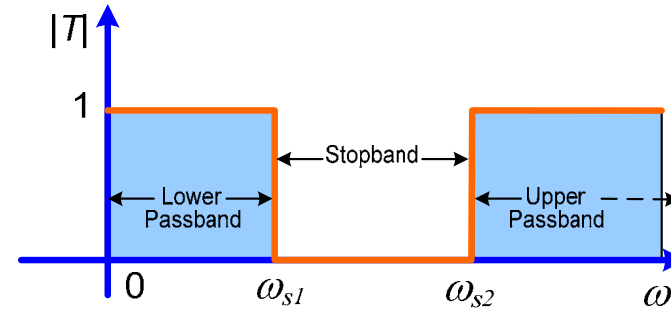 |T|
1
Stopband
Lower
Passband
Upper
Passband
0
ωs1
ωs2
ω